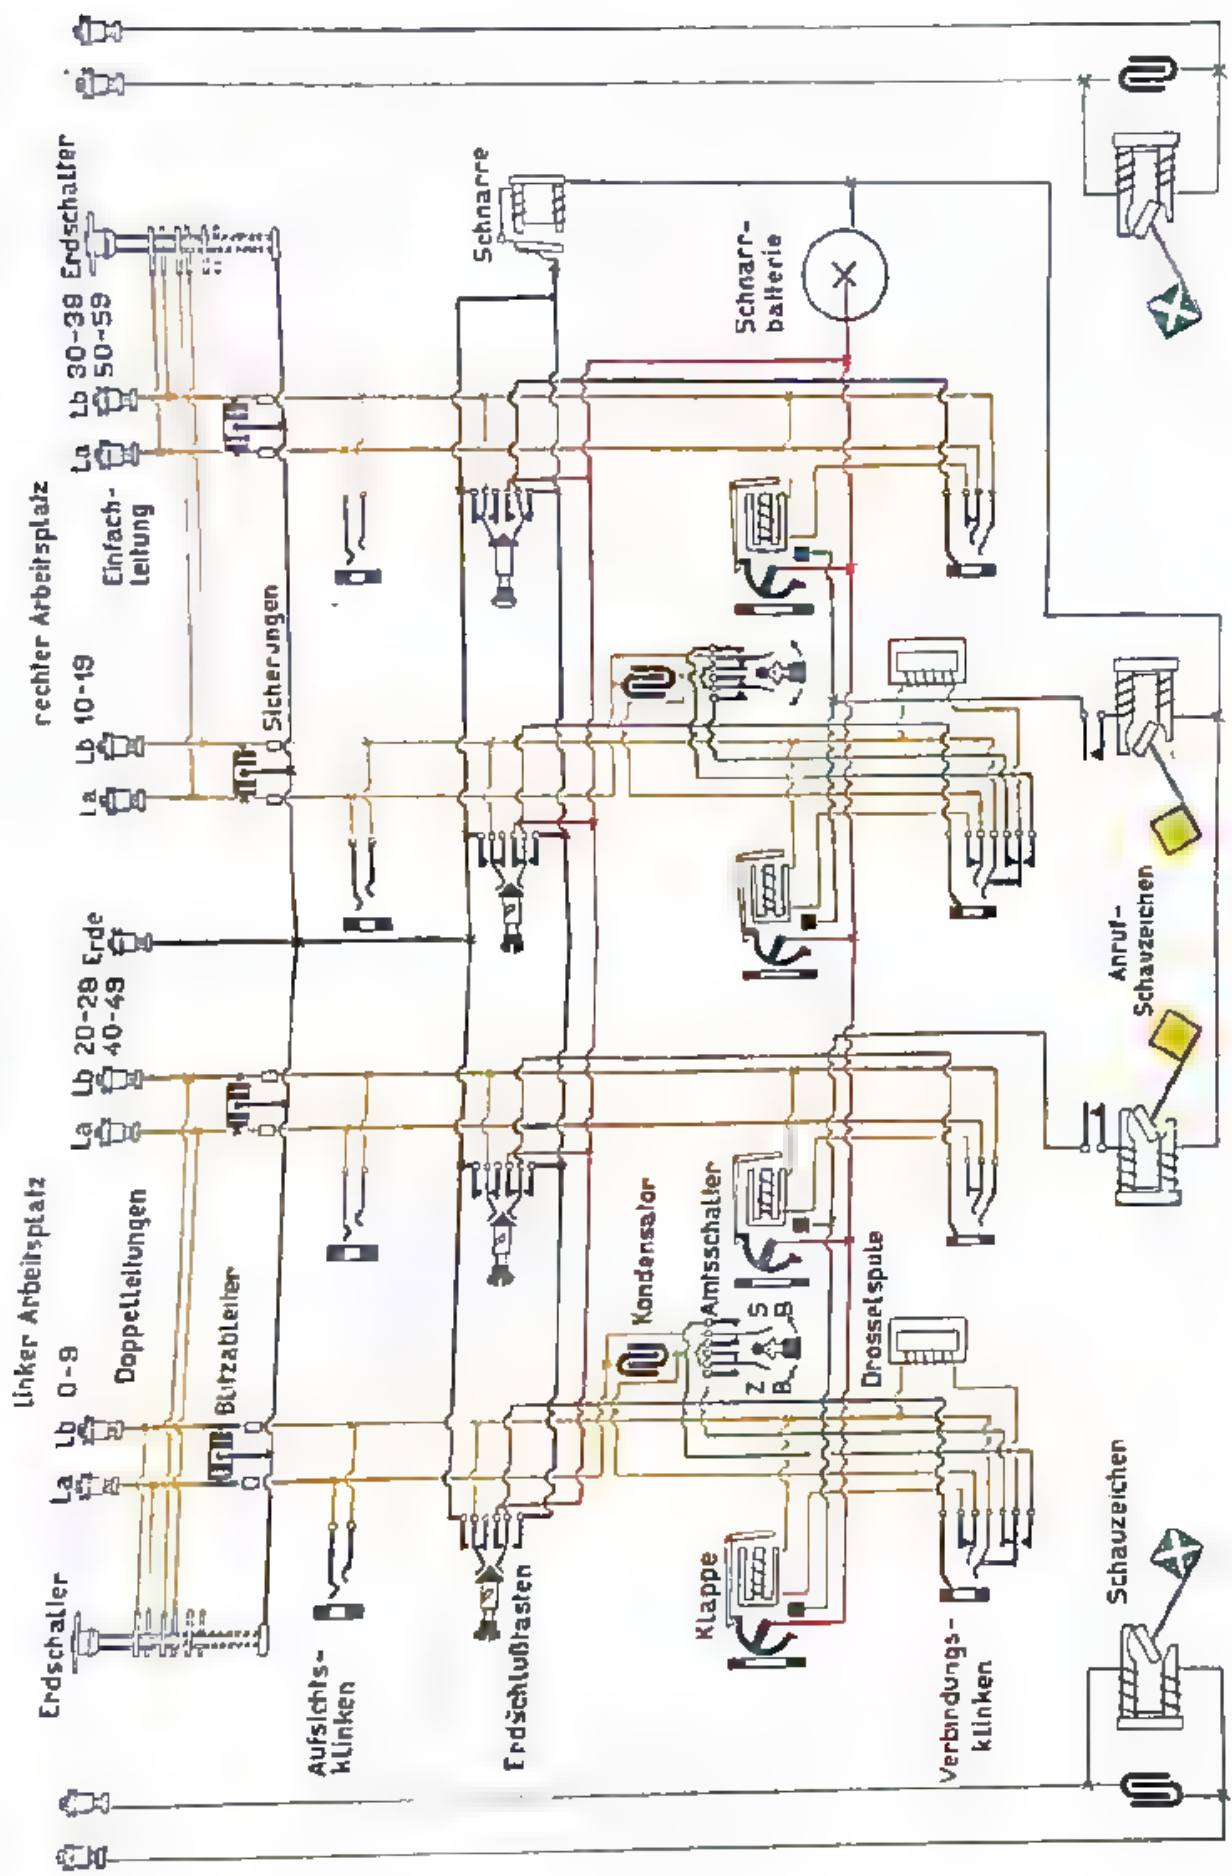 Linker Arbeitsplatz
rechter Arbeitsplatz
Erdschalter
La Lb 0-9
La Lb 20-29
40-49
Erde
La Lb 10-19
La Lb 30-39
50-59
Erdschalter
Doppelleitungen
Einfach-
leitung
Blitzableiter
Sicherungen
Aufsichts-
klinken
Erdschlußtasten
Schnarre
Kondensator
Amtsschalter
Z S
B B
Klappe
Drosselspule
Schnarr-
batterie
Verbindungs-
klinken
Schauzeichen
Anruf-
Schauzeichen